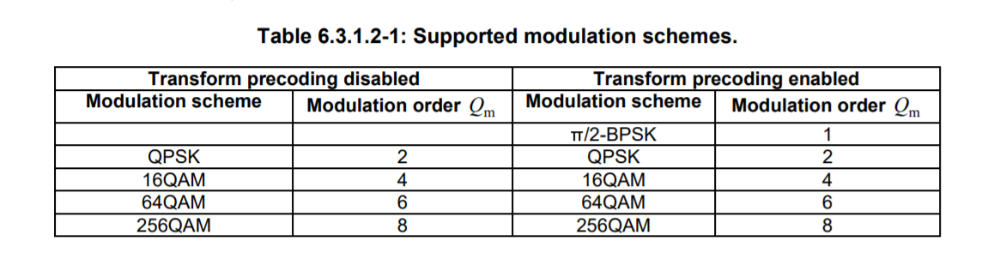 Table 6.3.1.2-1: Supported modulation schemes.
Transform precoding disabled Transform precoding enabled
Modulation scheme Modulation order Qm Modulation scheme Modulation order Qm
π/2-BPSK 1
QPSK 2 QPSK 2
16QAM 4 16QAM 4
64QAM 6 64QAM 6
256QAM 8 256QAM 8